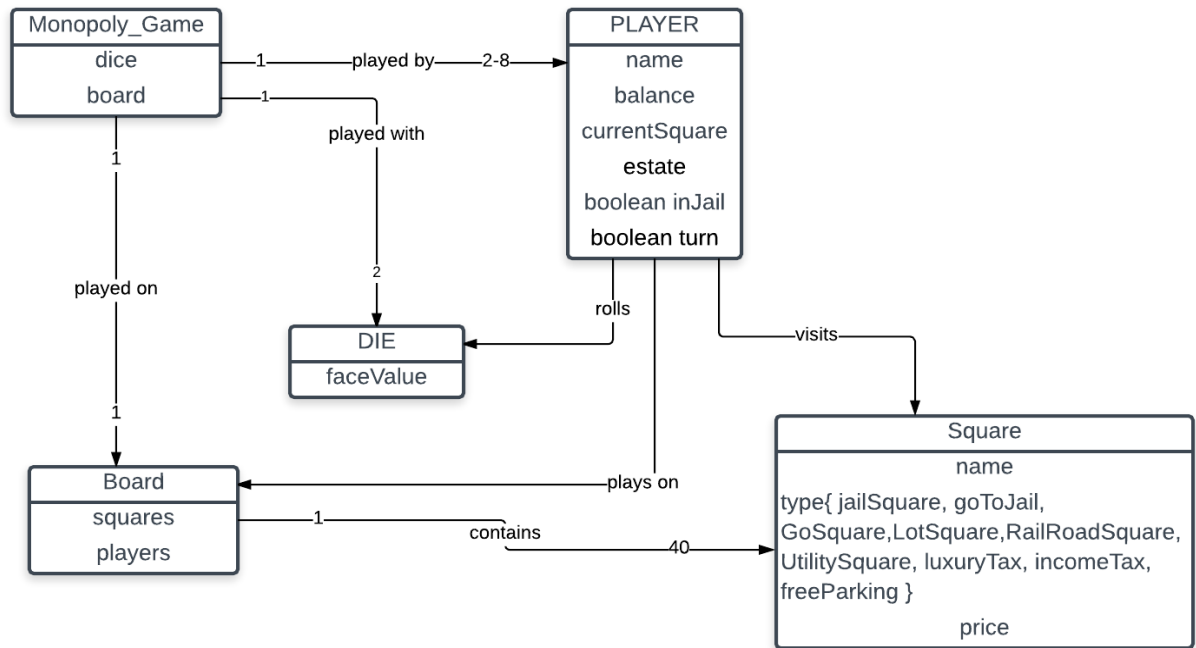 Monopoly_Game
dice
board
1
played by
2-8
PLAYER
name
balance
currentSquare
estate
boolean inJail
boolean turn
1
played with
2
1
played on
1
DIE
faceValue
rolls
visits
plays on
Board
squares
players
1
contains
40
Square
name
type{ jailSquare, goToJail,
GoSquare,LotSquare,RailRoadSquare,
UtilitySquare, luxuryTax, incomeTax,
freeParking }
price